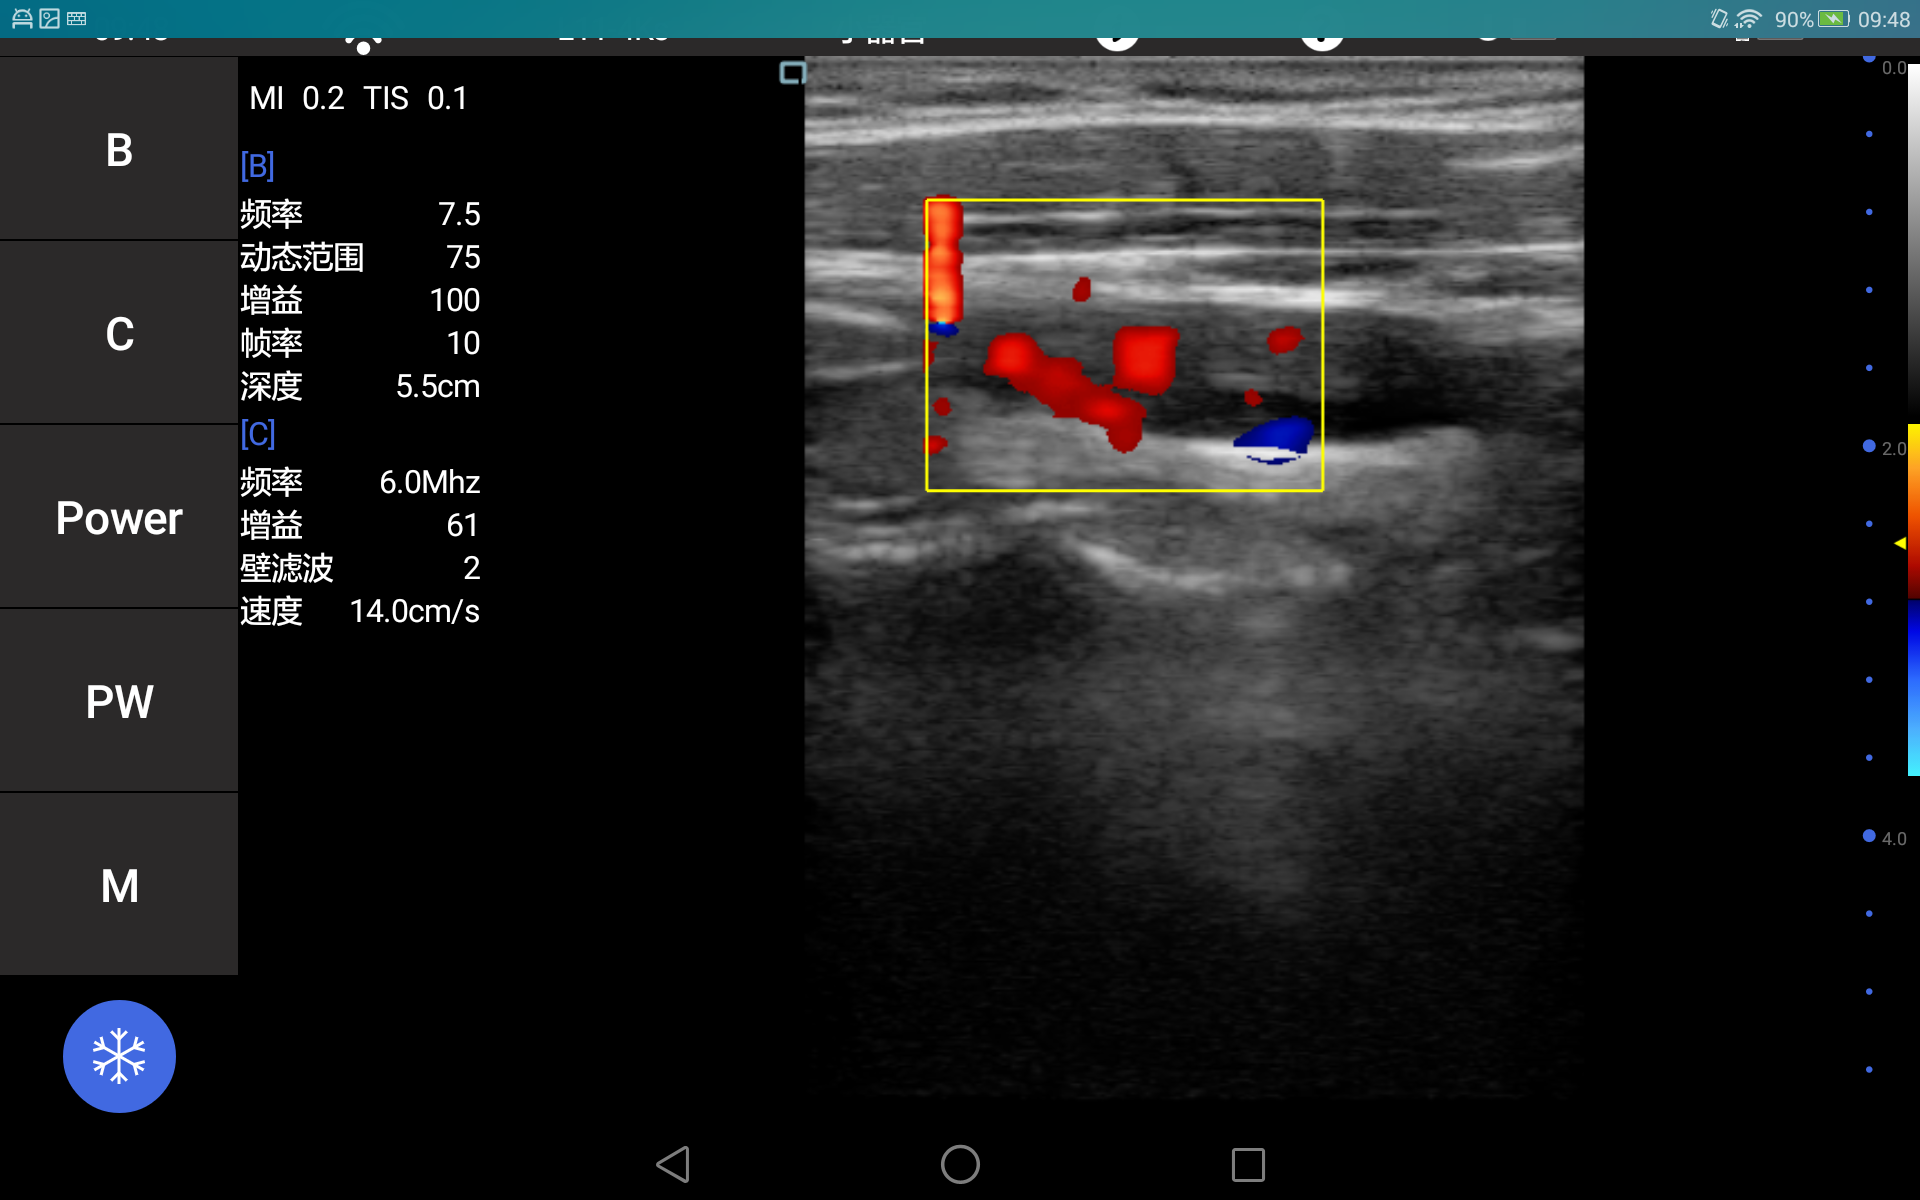 90% 09:48
B
C
Power
PW
M
MI 0.2 TIS 0.1
[B]
频率 7.5
动态范围 75
增益 100
帧率 10
深度 5.5cm
[C]
频率 6.0Mhz
增益 61
壁滤波 2
速度 14.0cm/s
0.0
2.0
4.0